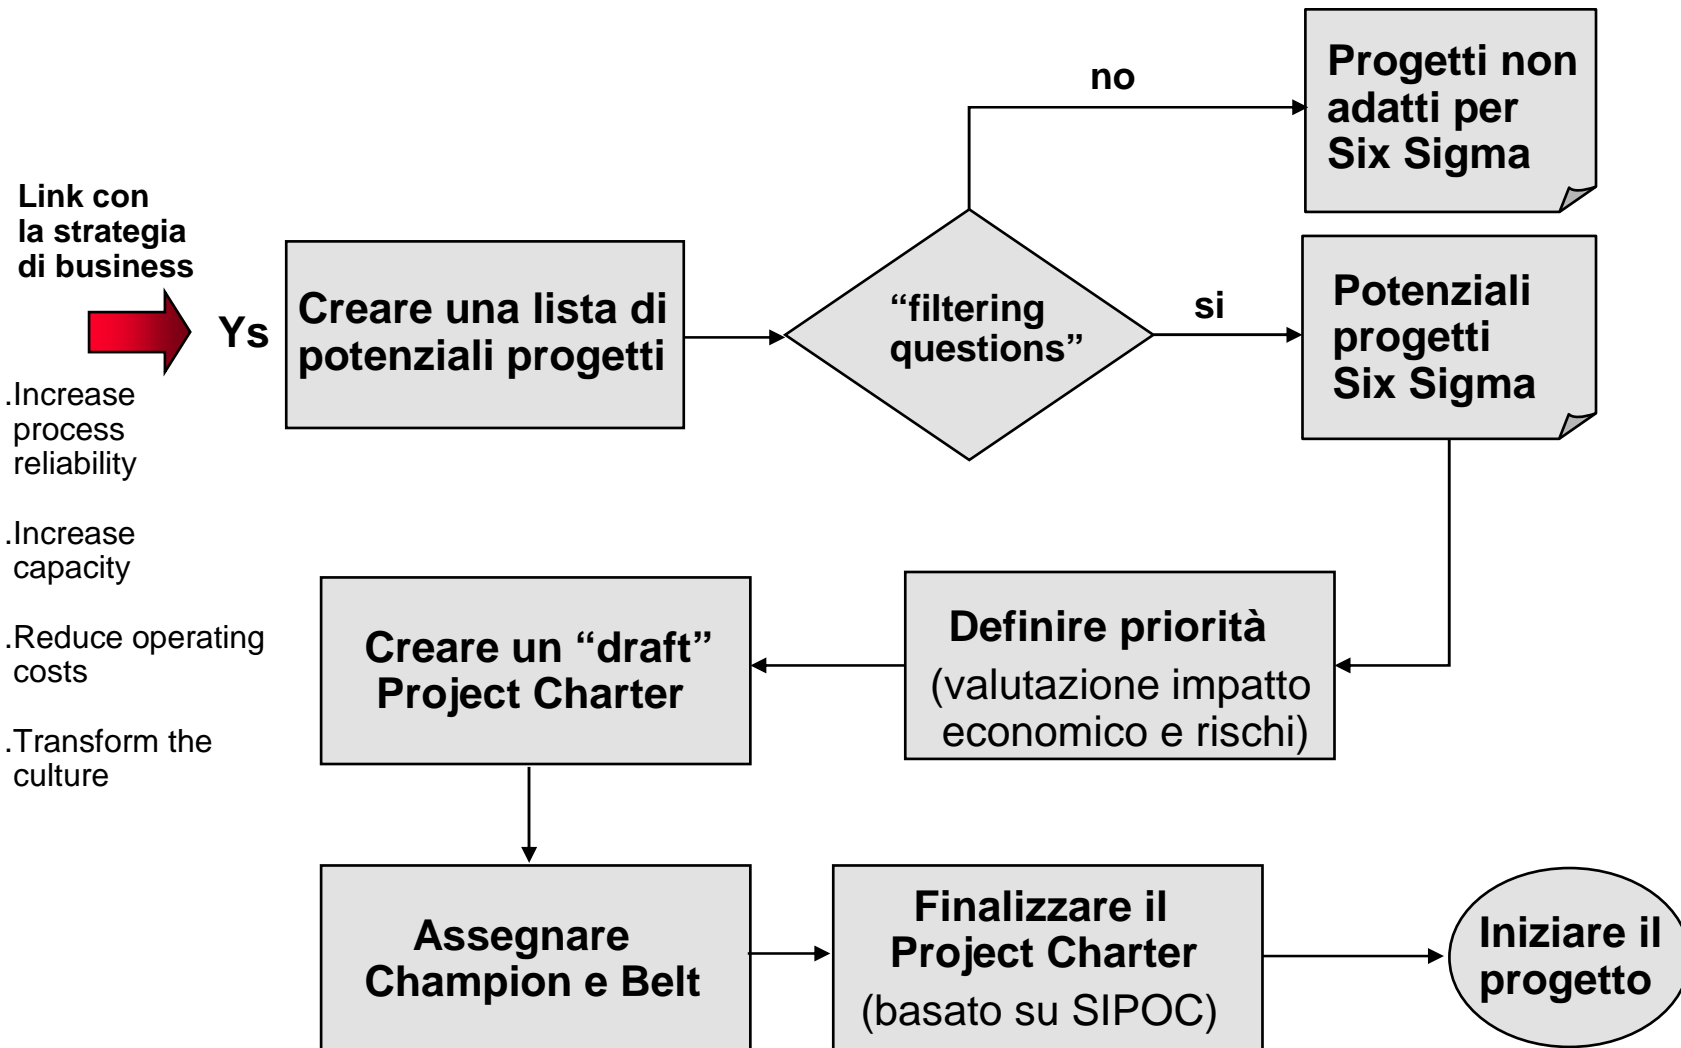 no
Progetti non
adatti per
Six Sigma
Link con
la strategia
di business
Ys
Creare una lista di
potenziali progetti
“filtering
questions”
si
Potenziali
progetti
Six Sigma
.Increase
process
reliability
.Increase
capacity
.Reduce operating
costs
.Transform the
culture
Definire priorità
(valutazione impatto
economico e rischi)
Creare un “draft”
Project Charter
Assegnare
Champion e Belt
Finalizzare il
Project Charter
(basato su SIPOC)
Iniziare il
progetto